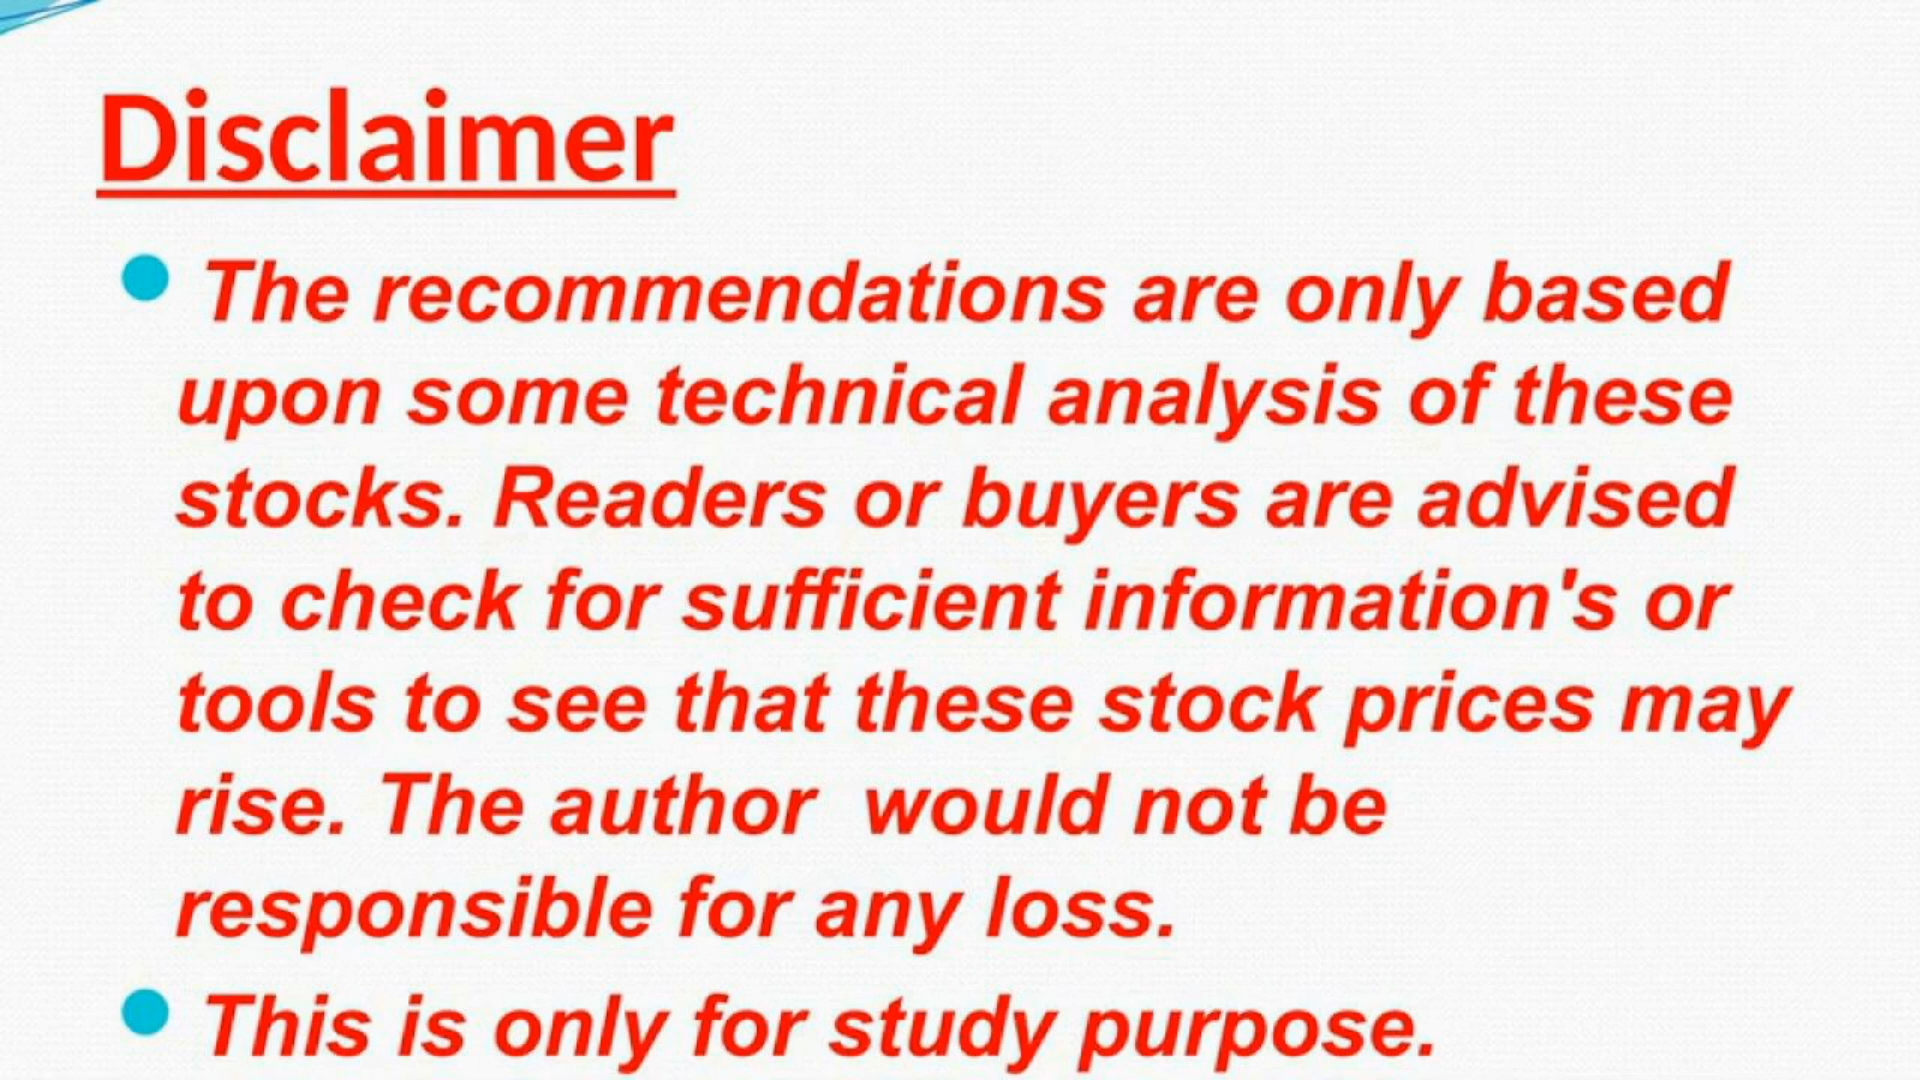 Disclaimer
The recommendations are only based
upon some technical analysis of these
stocks. Readers or buyers are advised
to check for sufficient information's or
tools to see that these stock prices may
rise. The author would not be
responsible for any loss.
This is only for study purpose.